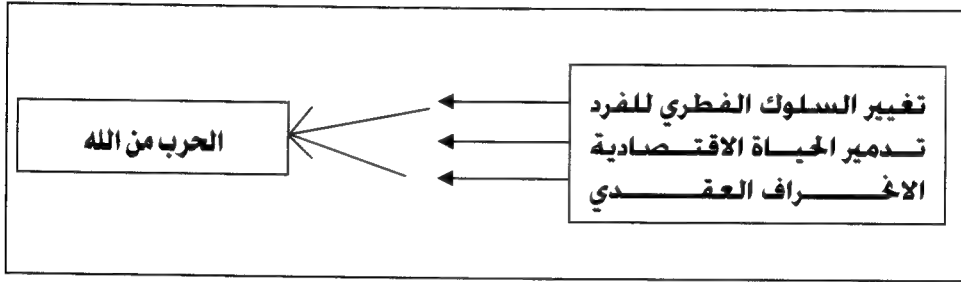 تغيير السلوك الفطري للفرد
تدمير الحياة الاقتصادية
الانحراف العقدي
الحرب من الله